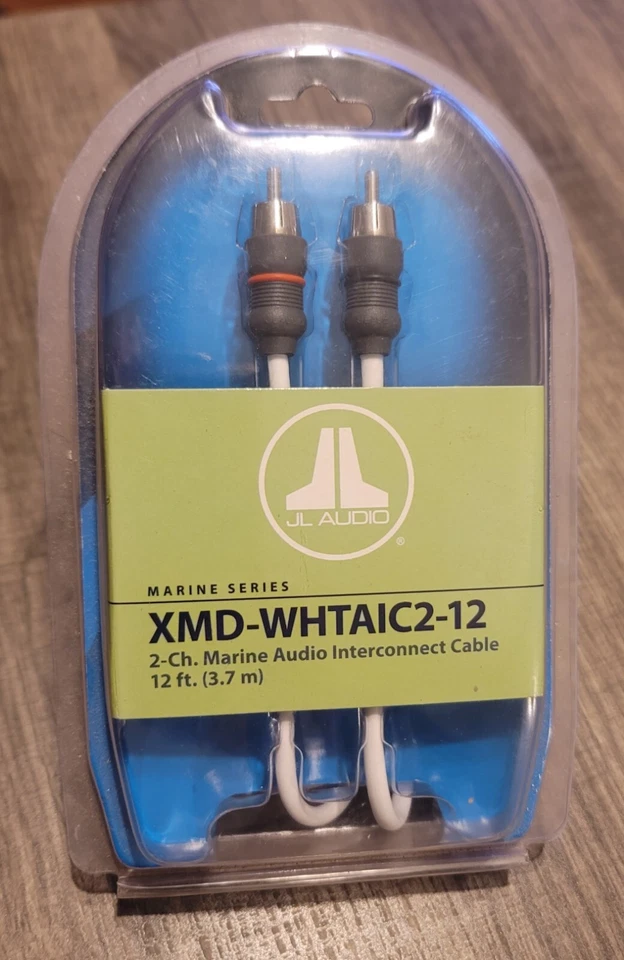 JL AUDIO
®
MARINE SERIES
XMD-WHTAIC2-12
2-Ch. Marine Audio Interconnect Cable
12 ft. (3.7 m)